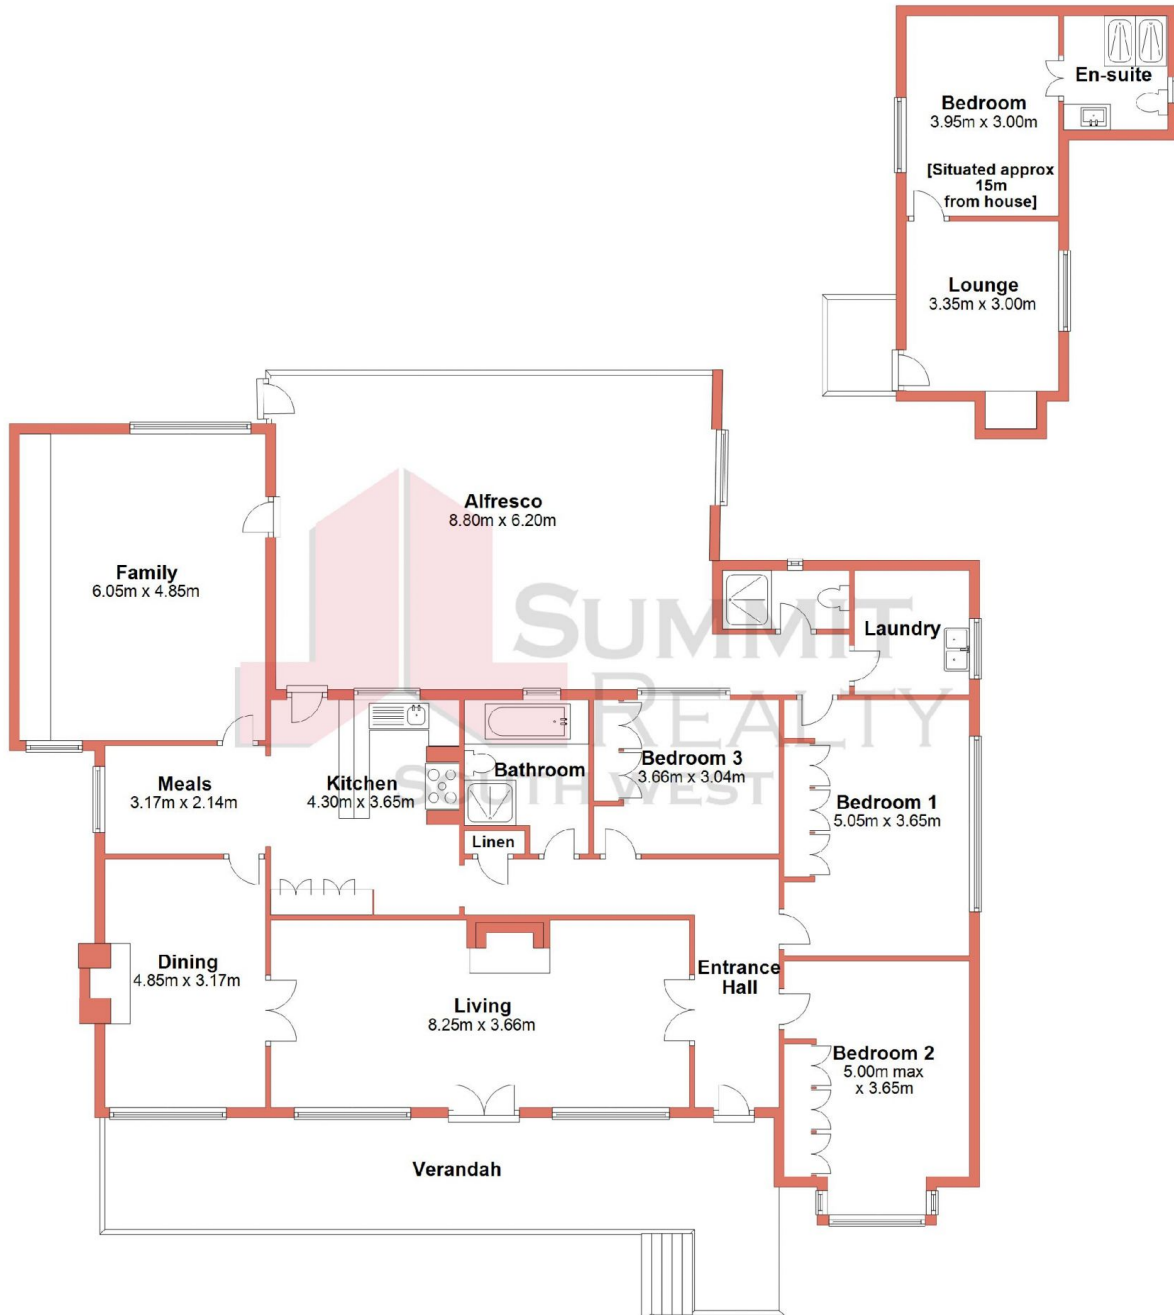 En-suite
Bedroom
3.95m x 3.00m
[Situated approx
15m
from house]
Lounge
3.35m x 3.00m
Alfresco
8.80m x 6.20m
Family
6.05m x 4.85m
SUMMIT
REALTY
SOUTH WEST
Laundry
Meals
3.17m x 2.14m
Kitchen
4.30m x 3.65m
Bathroom
Linen
Bedroom 3
3.66m x 3.04m
Bedroom 1
5.05m x 3.65m
Dining
4.85m x 3.17m
Living
8.25m x 3.66m
Entrance
Hall
Bedroom 2
5.00m max
x 3.65m
Verandah